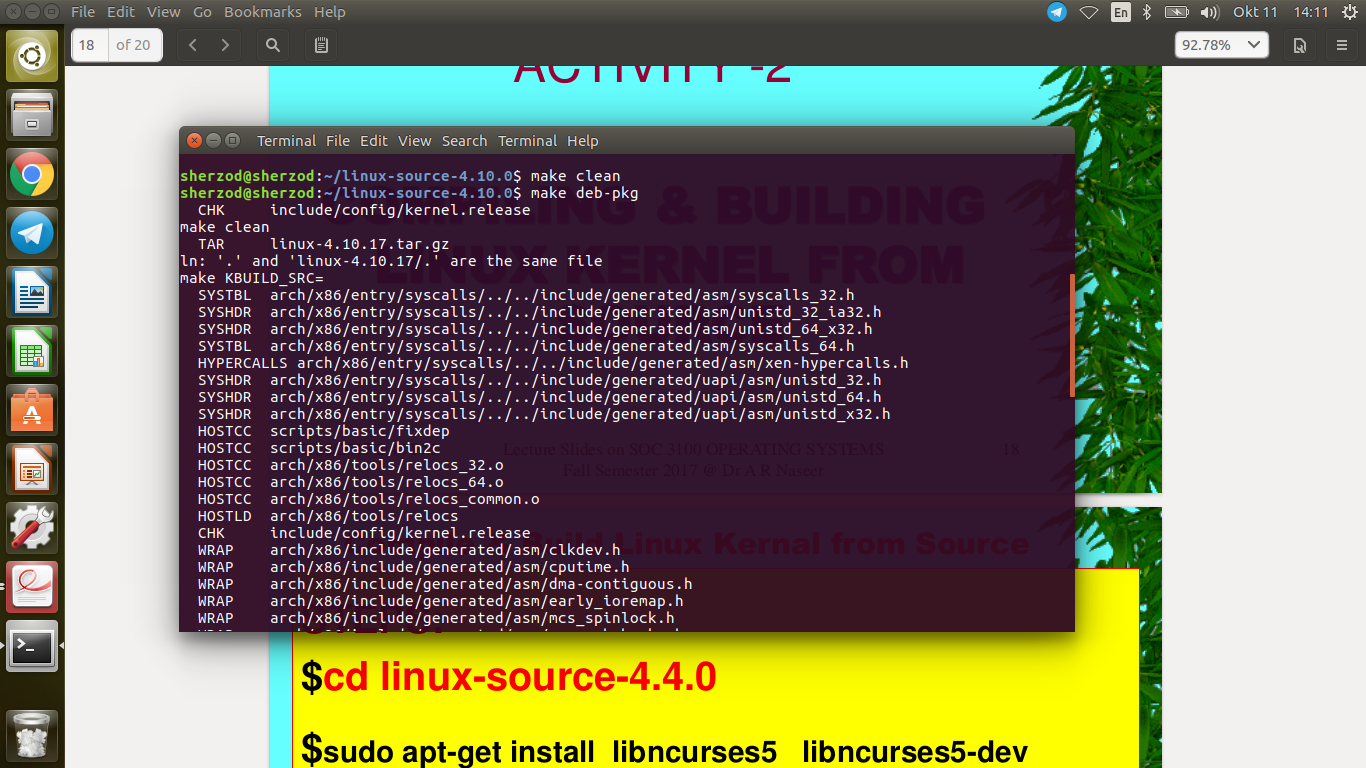 File Edit View Go Bookmarks Help En Okt 11 14:11
18 of 20 92.78%
ACTIVITY -2
Terminal File Edit View Search Terminal Help
sherzod@sherzod:~/linux-source-4.10.0$ make clean
sherzod@sherzod:~/linux-source-4.10.0$ make deb-pkg
CHK include/config/kernel.release
make clean
TAR linux-4.10.17.tar.gz
ln: '.' and 'linux-4.10.17/.' are the same file
make KBUILD_SRC=
SYSTBL arch/x86/entry/syscalls/../../include/generated/asm/syscalls_32.h
SYSHDR arch/x86/entry/syscalls/../../include/generated/asm/unistd_32_ia32.h
SYSHDR arch/x86/entry/syscalls/../../include/generated/asm/unistd_64_x32.h
SYSTBL arch/x86/entry/syscalls/../../include/generated/asm/syscalls_64.h
HYPERCALLS arch/x86/entry/syscalls/../../include/generated/asm/xen-hypercalls.h
SYSHDR arch/x86/entry/syscalls/../../include/generated/uapi/asm/unistd_32.h
SYSHDR arch/x86/entry/syscalls/../../include/generated/uapi/asm/unistd_64.h
SYSHDR arch/x86/entry/syscalls/../../include/generated/uapi/asm/unistd_x32.h
HOSTCC scripts/basic/fixdep
HOSTCC scripts/basic/bin2c
HOSTCC arch/x86/tools/relocs_32.o
HOSTCC arch/x86/tools/relocs_64.o
HOSTCC arch/x86/tools/relocs_common.o
HOSTLD arch/x86/tools/relocs
CHK include/config/kernel.release
WRAP arch/x86/include/generated/asm/clkdev.h
WRAP arch/x86/include/generated/asm/cputime.h
WRAP arch/x86/include/generated/asm/dma-contiguous.h
WRAP arch/x86/include/generated/asm/early_ioremap.h
WRAP arch/x86/include/generated/asm/mcs_spinlock.h
& BUILDING
LINUX KERNEL FROM
Lecture Slides on SOC 3100 OPERATING SYSTEMS 18
Fall Semester 2017 @ Dr A R Naseer
Build Linux Kernal from Source
$cd linux-source-4.4.0
$sudo apt-get install libncurses5 libncurses5-dev